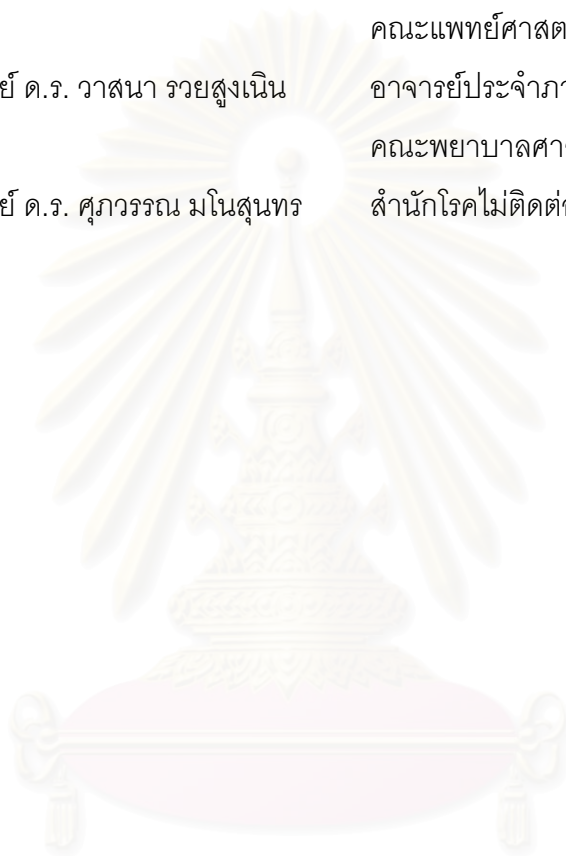 คณะแพทย์ศาสต
ย์ ด.ร. วาสนา รวยสูงเนิน อาจารย์ประจำภา
คณะพยาบาลศา
ย์ ด.ร. ศุภวรรณ มโนสุนทร สำนักโรคไม่ติดต่